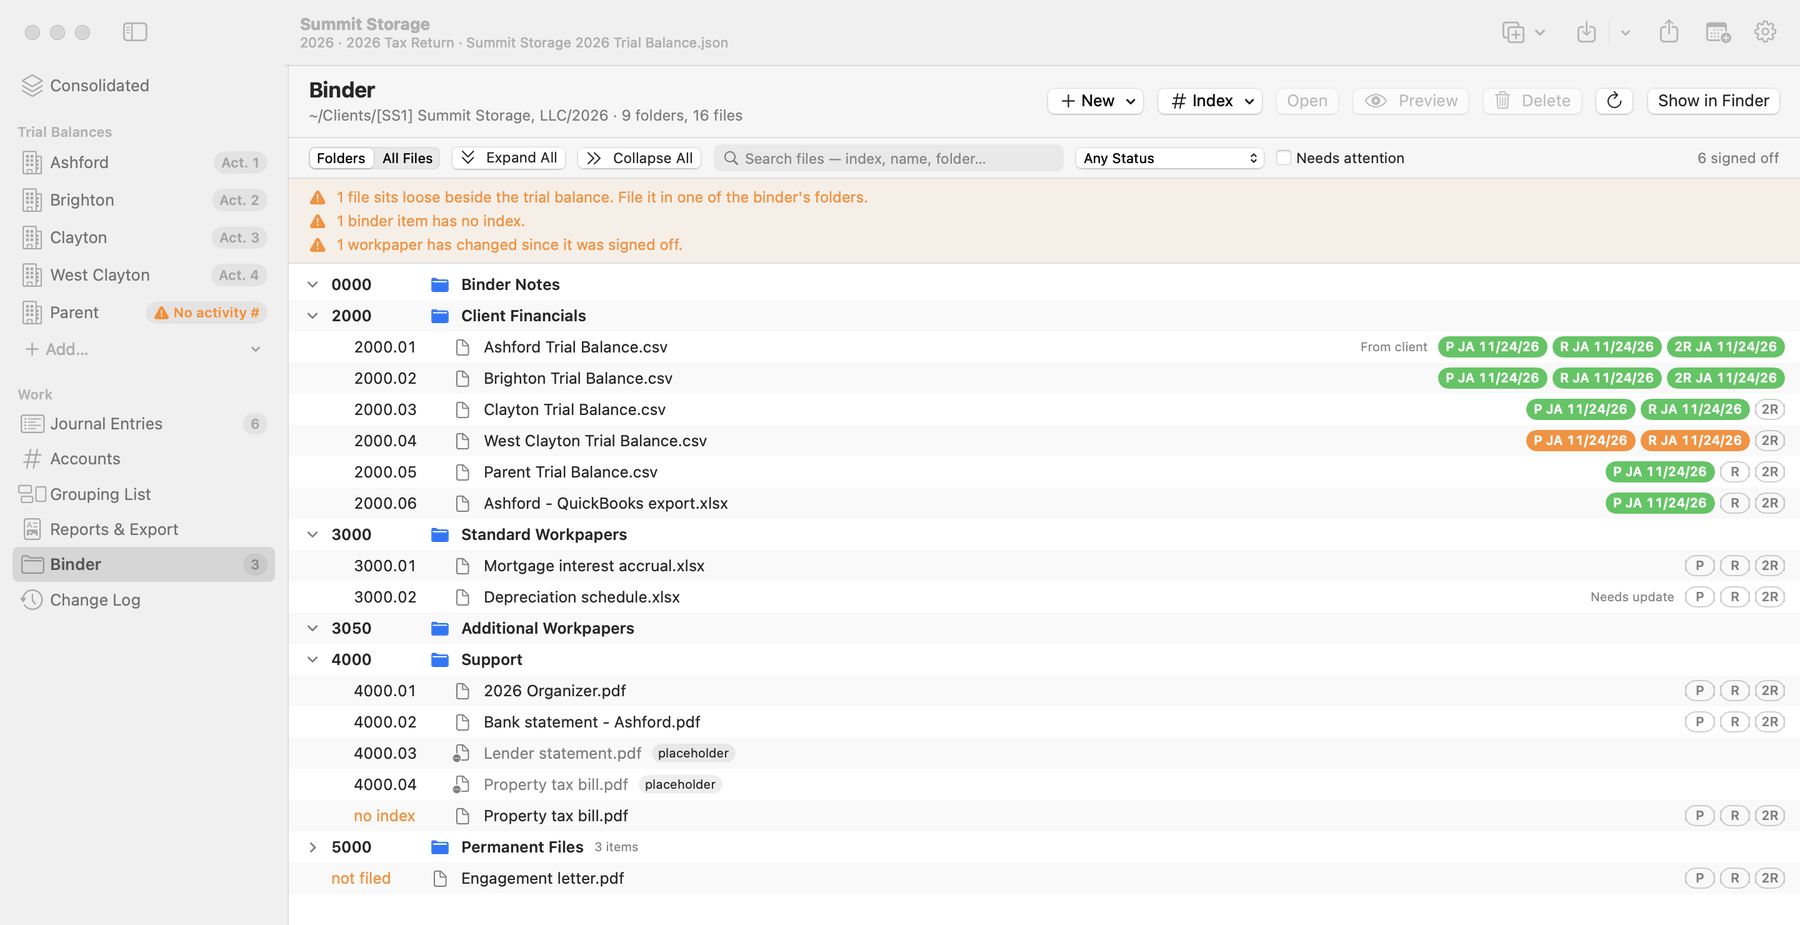 Summit Storage
2026 · 2026 Tax Return · Summit Storage 2026 Trial Balance.json
Consolidated
Trial Balances
Ashford Act. 1
Brighton Act. 2
Clayton Act. 3
West Clayton Act. 4
Parent No activity #
Add...
Work
Journal Entries 6
Accounts
Grouping List
Reports & Export
Binder 3
Change Log
Binder
~/Clients/[SS1] Summit Storage, LLC/2026 · 9 folders, 16 files
+ New # Index Open Preview Delete Show in Finder
Folders All Files Expand All Collapse All Search files — index, name, folder... Any Status Needs attention 6 signed off
1 file sits loose beside the trial balance. File it in one of the binder's folders.
1 binder item has no index.
1 workpaper has changed since it was signed off.
0000 Binder Notes
2000 Client Financials
2000.01 Ashford Trial Balance.csv From client P JA 11/24/26 R JA 11/24/26 2R JA 11/24/26
2000.02 Brighton Trial Balance.csv P JA 11/24/26 R JA 11/24/26 2R JA 11/24/26
2000.03 Clayton Trial Balance.csv P JA 11/24/26 R JA 11/24/26 2R
2000.04 West Clayton Trial Balance.csv P JA 11/24/26 R JA 11/24/26 2R
2000.05 Parent Trial Balance.csv P JA 11/24/26 R 2R
2000.06 Ashford - QuickBooks export.xlsx P JA 11/24/26 R 2R
3000 Standard Workpapers
3000.01 Mortgage interest accrual.xlsx P R 2R
3000.02 Depreciation schedule.xlsx Needs update P R 2R
3050 Additional Workpapers
4000 Support
4000.01 2026 Organizer.pdf P R 2R
4000.02 Bank statement - Ashford.pdf P R 2R
4000.03 Lender statement.pdf placeholder
4000.04 Property tax bill.pdf placeholder
no index Property tax bill.pdf P R 2R
5000 Permanent Files 3 items
not filed Engagement letter.pdf P R 2R